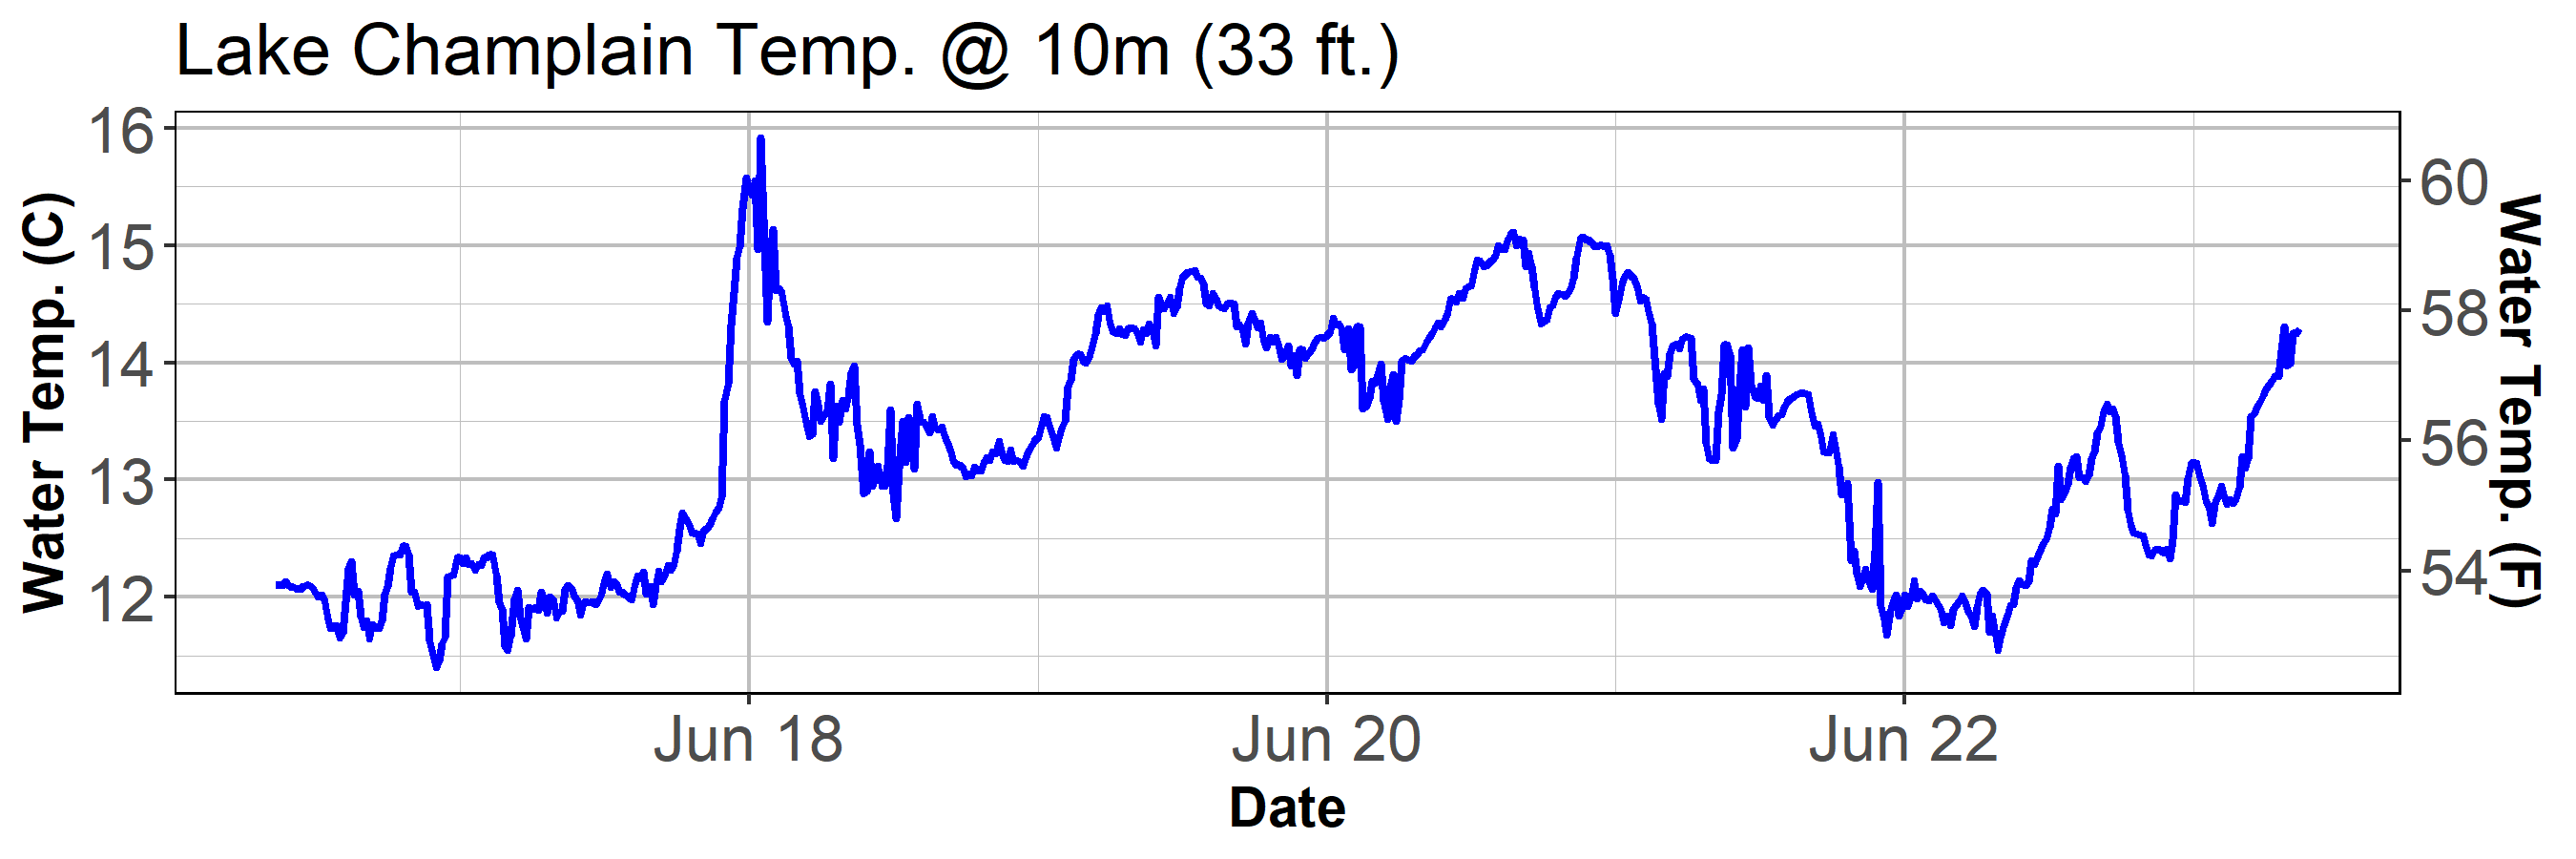 Lake Champlain Temp. @ 10m (33 ft.)
16
15
14
13
12
Water Temp. (C)
60
58
56
54
Water Temp. (F)
Jun 18
Jun 20
Jun 22
Date